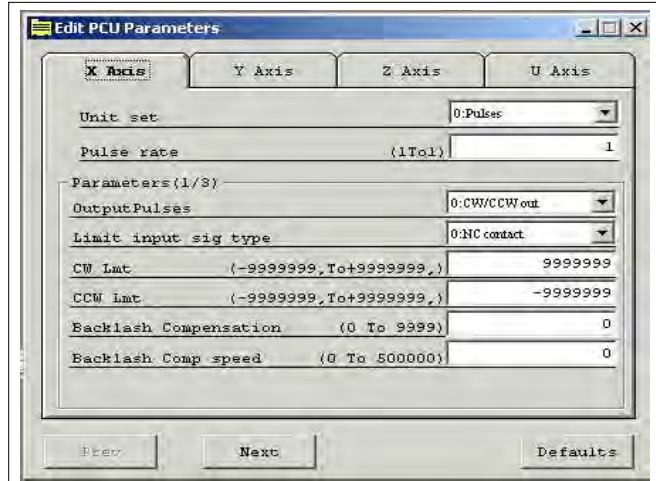 Edit PCU Parameters
X Axis Y Axis Z Axis U Axis
Unit set 0:Pulses
Pulse rate (1To1) 1
Parameters(1/3)
OutputPulses 0:CW/CCW out
Limit input sig type 0:NC contact
CW Lmt (-9999999,To+9999999,) 9999999
CCW Lmt (-9999999,To+9999999,) -9999999
Backlash Compensation (0 To 9999) 0
Backlash Comp speed (0 To 500000) 0
Prev Next Defaults